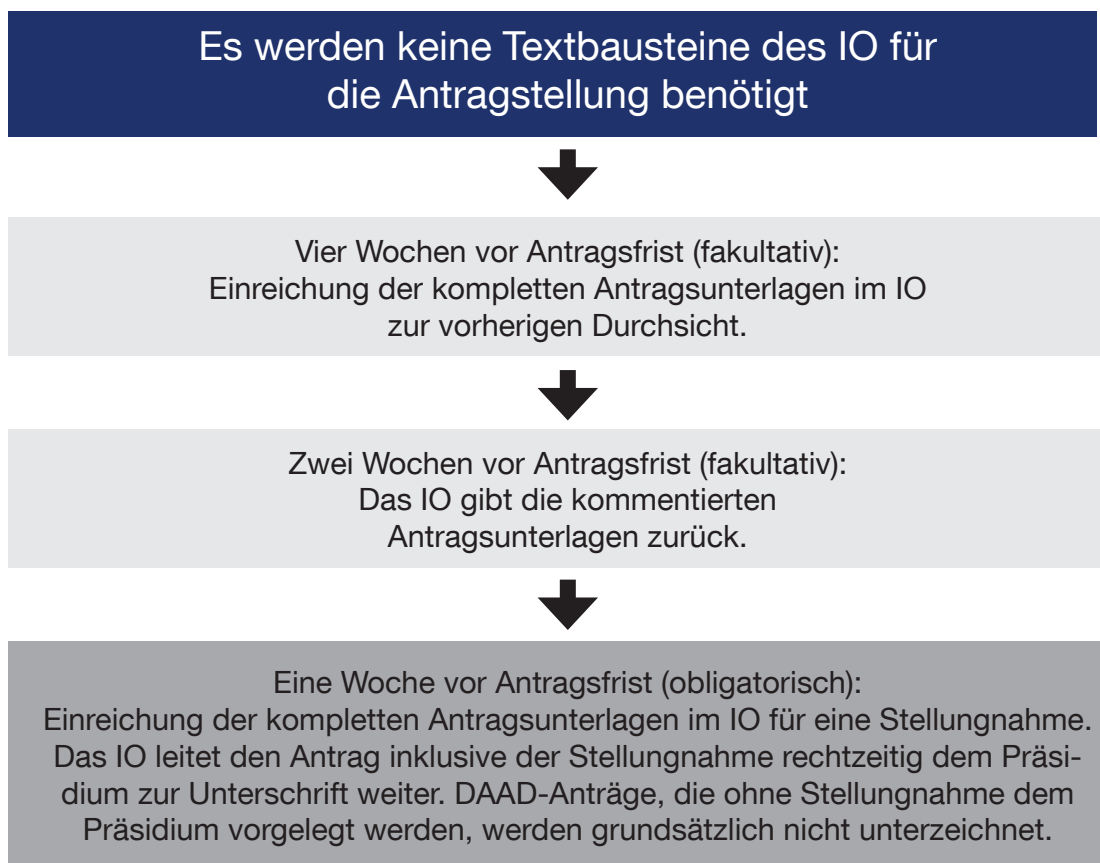 Es werden keine Textbausteine des IO für
die Antragstellung benötigt
Vier Wochen vor Antragsfrist (fakultativ):
Einreichung der kompletten Antragsunterlagen im IO
zur vorherigen Durchsicht.
Zwei Wochen vor Antragsfrist (fakultativ):
Das IO gibt die kommentierten
Antragsunterlagen zurück.
Eine Woche vor Antragsfrist (obligatorisch):
Einreichung der kompletten Antragsunterlagen im IO für eine Stellungnahme.
Das IO leitet den Antrag inklusive der Stellungnahme rechtzeitig dem Präsi-
dium zur Unterschrift weiter. DAAD-Anträge, die ohne Stellungnahme dem
Präsidium vorgelegt werden, werden grundsätzlich nicht unterzeichnet.